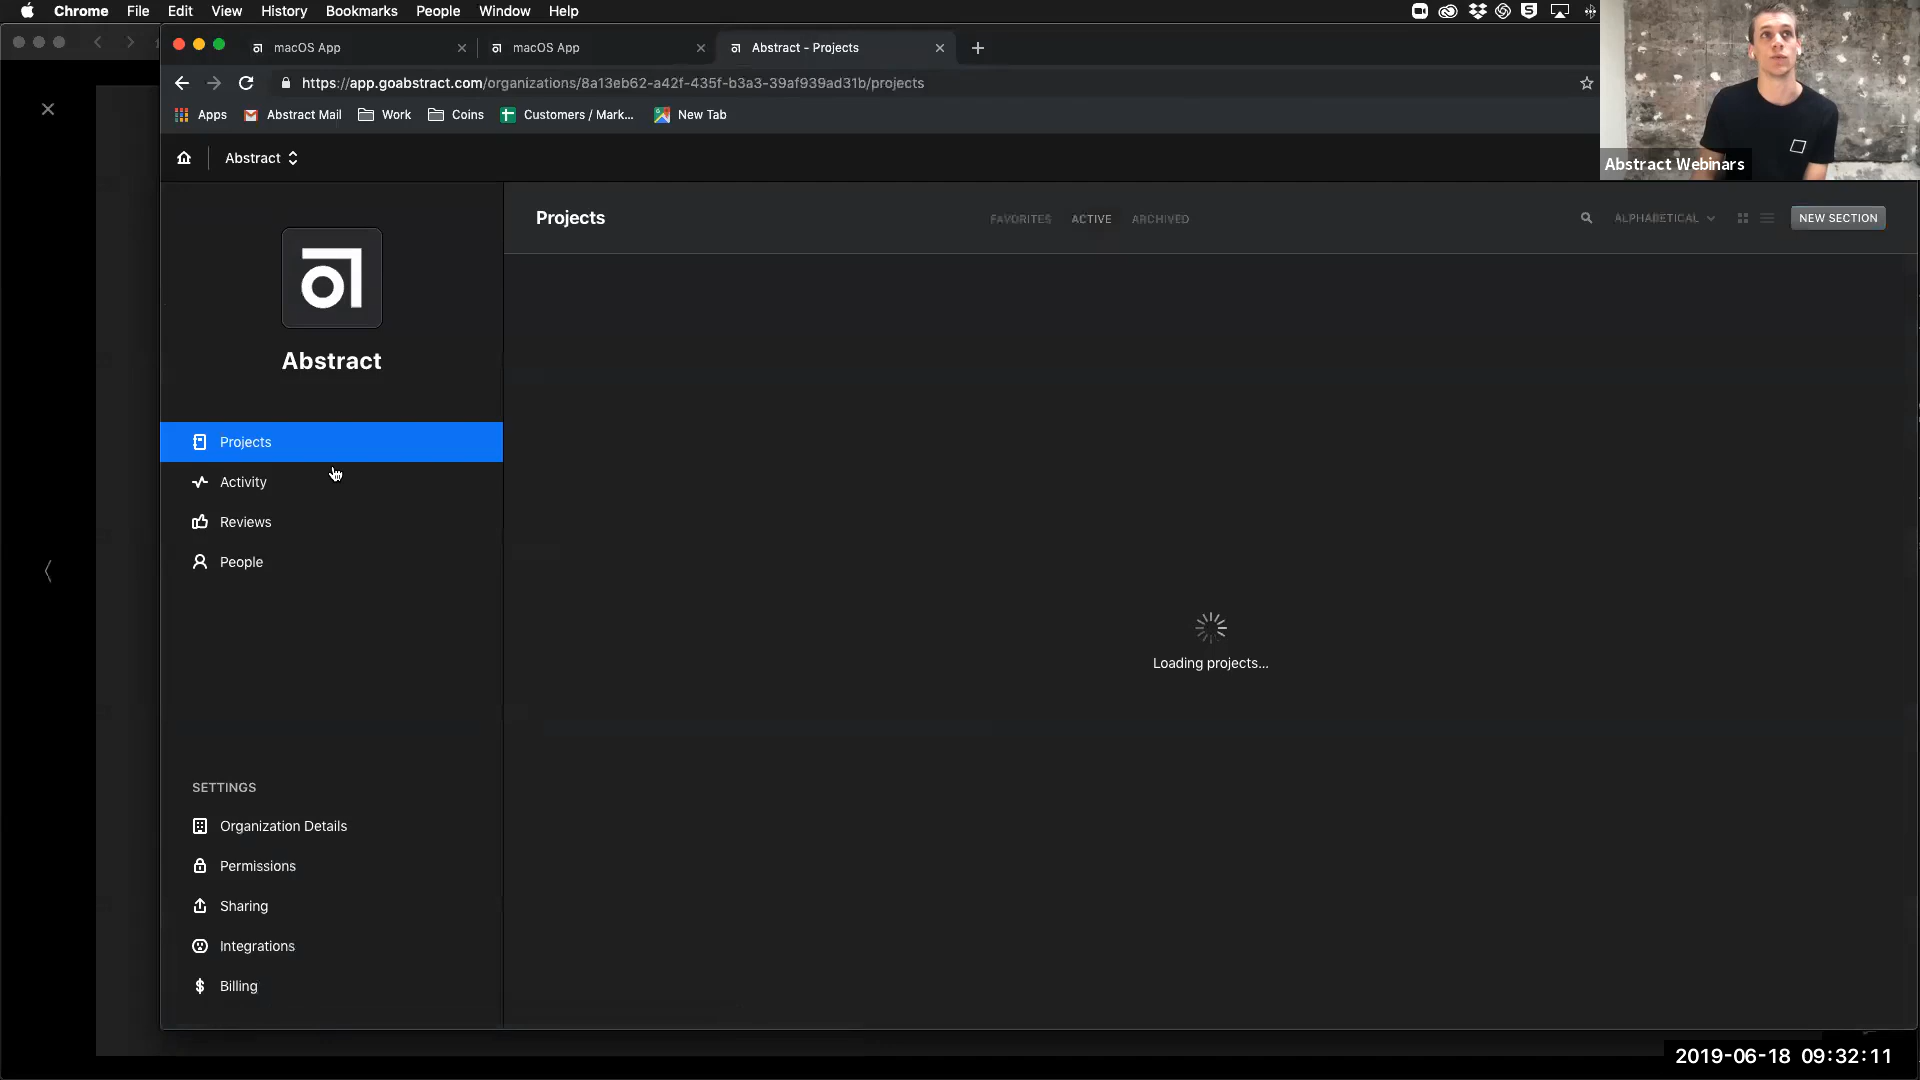 Chrome File Edit View History Bookmarks People Window Help
macOS App
macOS App
Abstract - Projects
https://app.goabstract.com/organizations/8a13eb62-a42f-435f-b3a3-39af939ad31b/projects
Apps Abstract Mail Work Coins Customers / Mark... New Tab
Abstract
Abstract Webinars
Projects
FAVORITES ACTIVE ARCHIVED
ALPHABETICAL
NEW SECTION
Abstract
Projects
Activity
Reviews
People
Loading projects...
SETTINGS
Organization Details
Permissions
Sharing
Integrations
$ Billing
2019-06-18 09:32:11